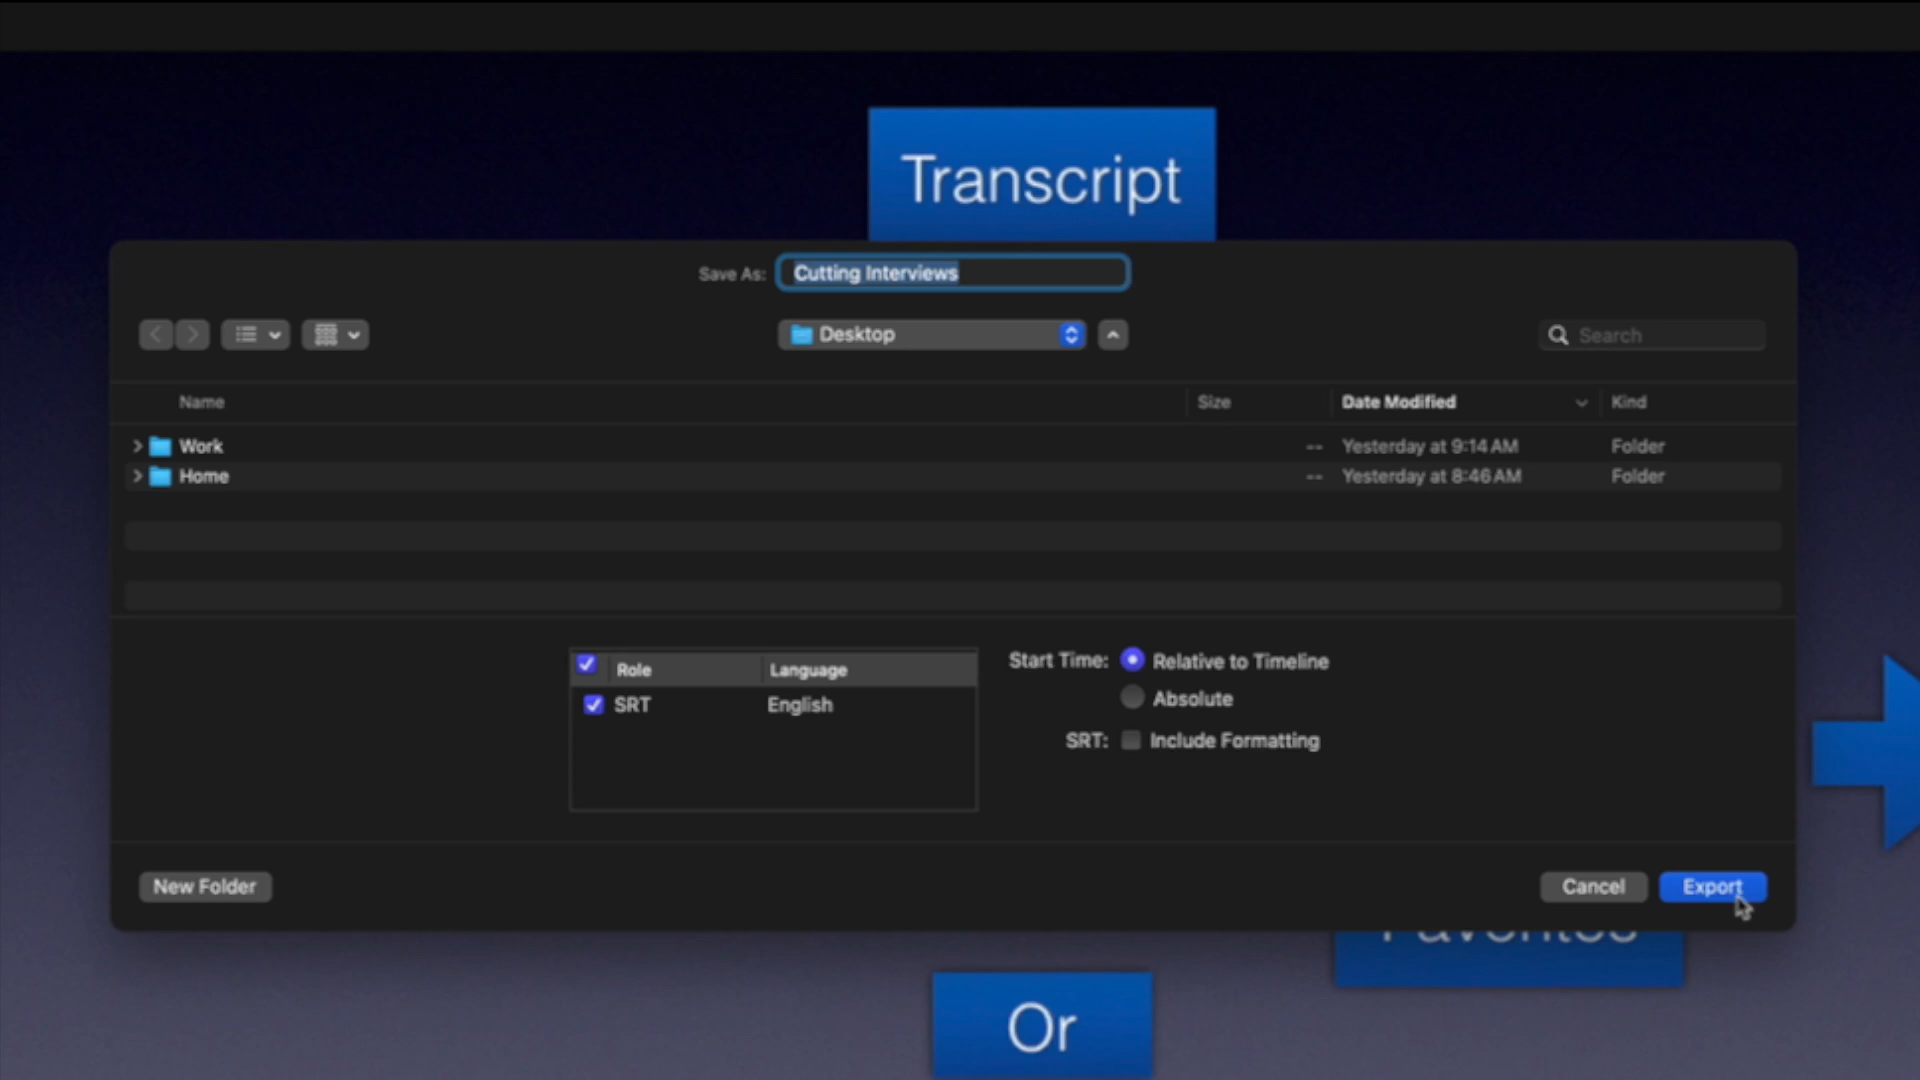 Transcript
Save As: Cutting Interviews
Desktop
Search
Name Size Date Modified Kind
Work -- Yesterday at 9:14 AM Folder
Home -- Yesterday at 8:46 AM Folder
Role Language
SRT English
Start Time: Relative to Timeline
Absolute
SRT: Include Formatting
New Folder Cancel Export
Favorites
Or